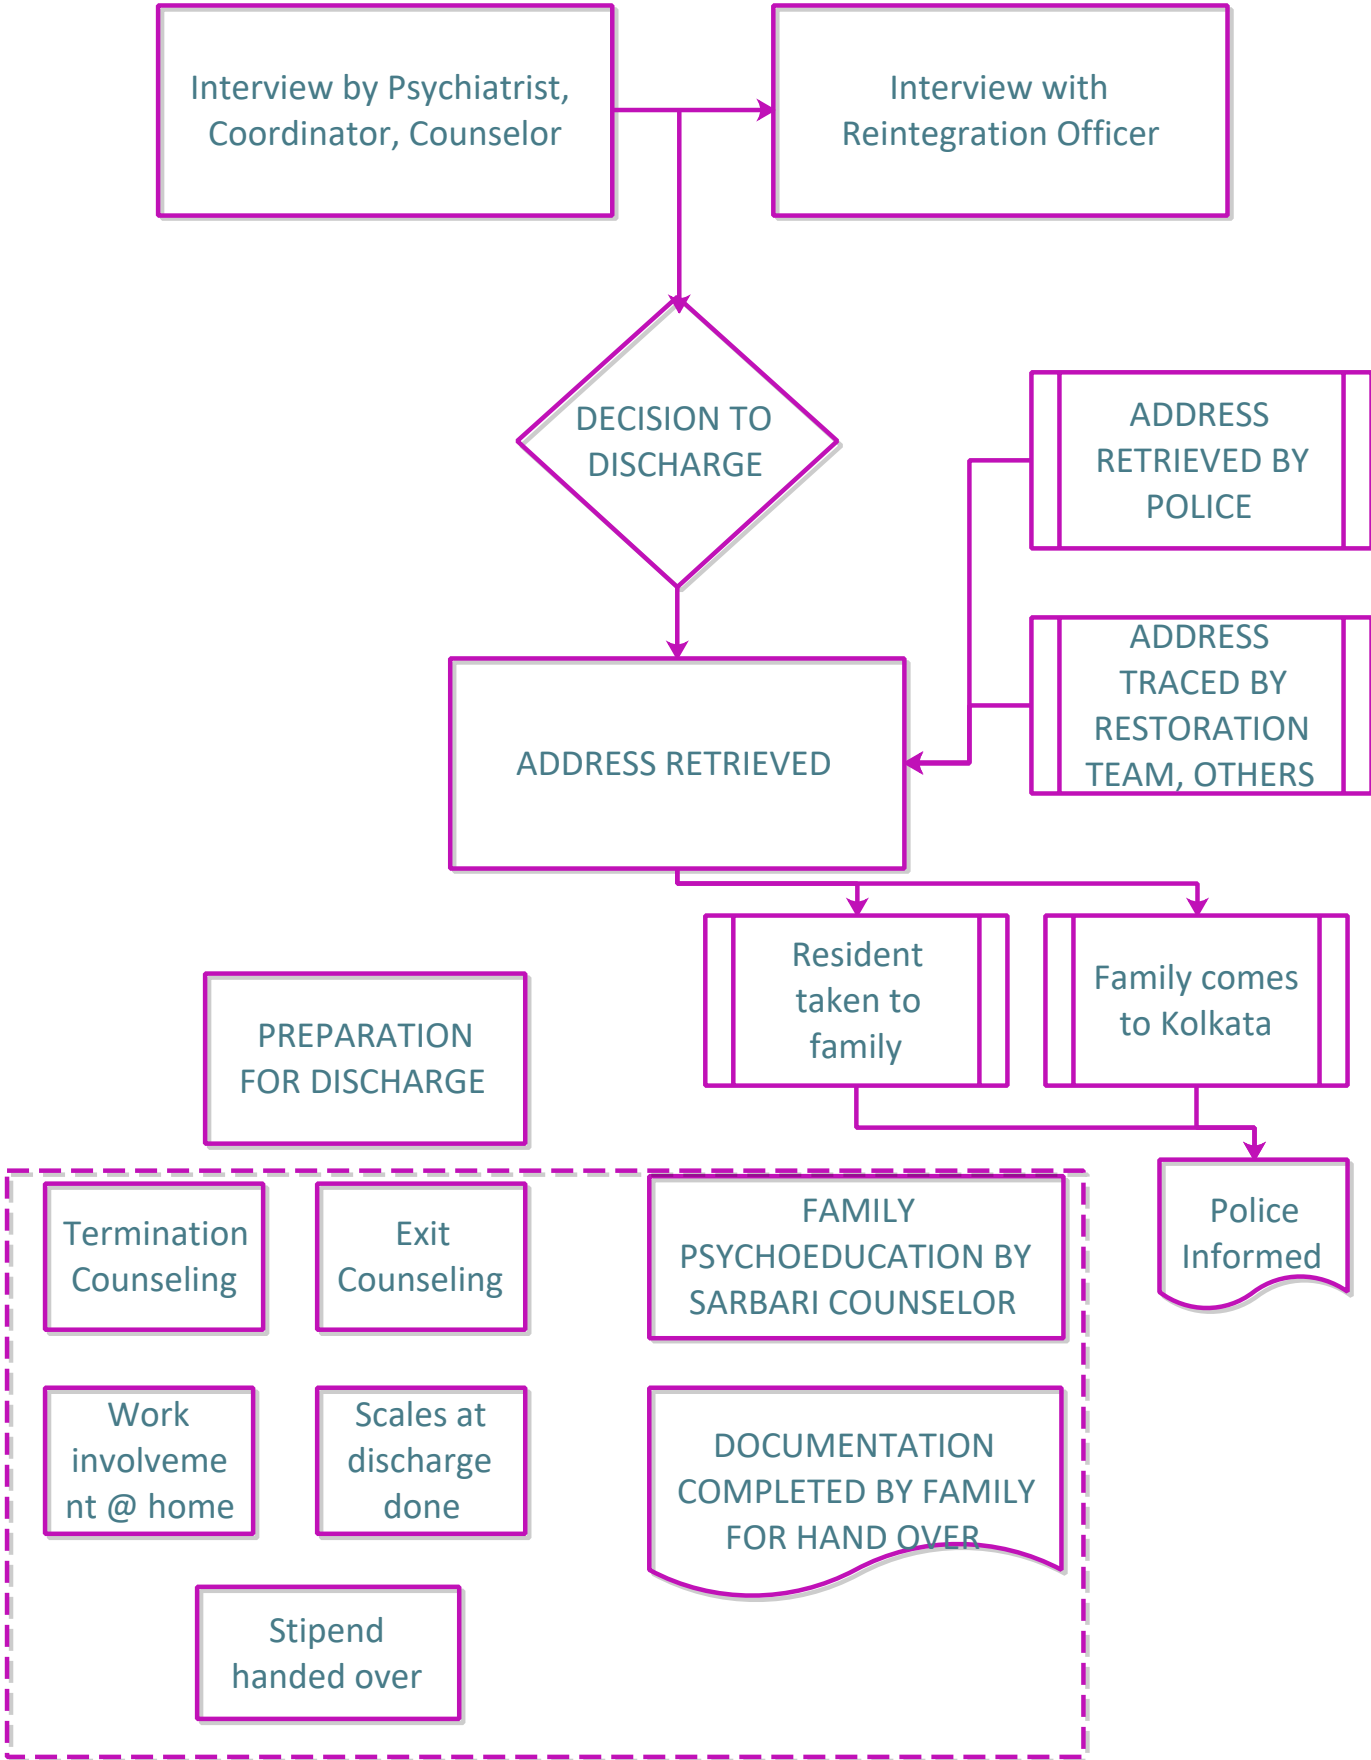 Interview by Psychiatrist,
Coordinator, Counselor
Interview with
Reintegration Officer
DECISION TO
DISCHARGE
ADDRESS
RETRIEVED BY
POLICE
ADDRESS
TRACED BY
RESTORATION
TEAM, OTHERS
ADDRESS RETRIEVED
Resident
taken to
family
Family comes
to Kolkata
PREPARATION
FOR DISCHARGE
Termination
Counseling
Exit
Counseling
FAMILY
PSYCHOEDUCATION BY
SARBARI COUNSELOR
Police
Informed
Work
involveme
nt @ home
Scales at
discharge
done
DOCUMENTATION
COMPLETED BY FAMILY
FOR HAND OVER
Stipend
handed over